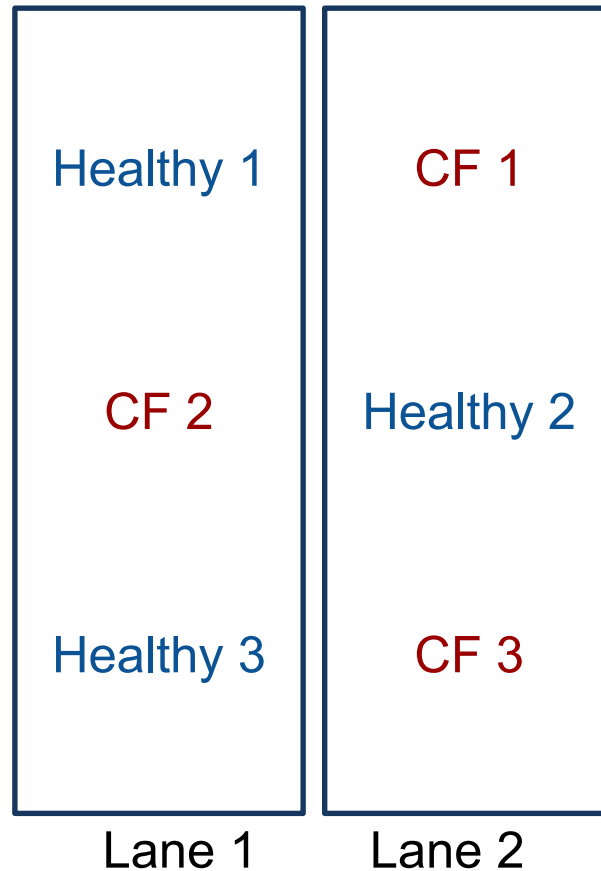 Healthy 1
CF 1
CF 2
Healthy 2
Healthy 3
CF 3
Lane 1
Lane 2